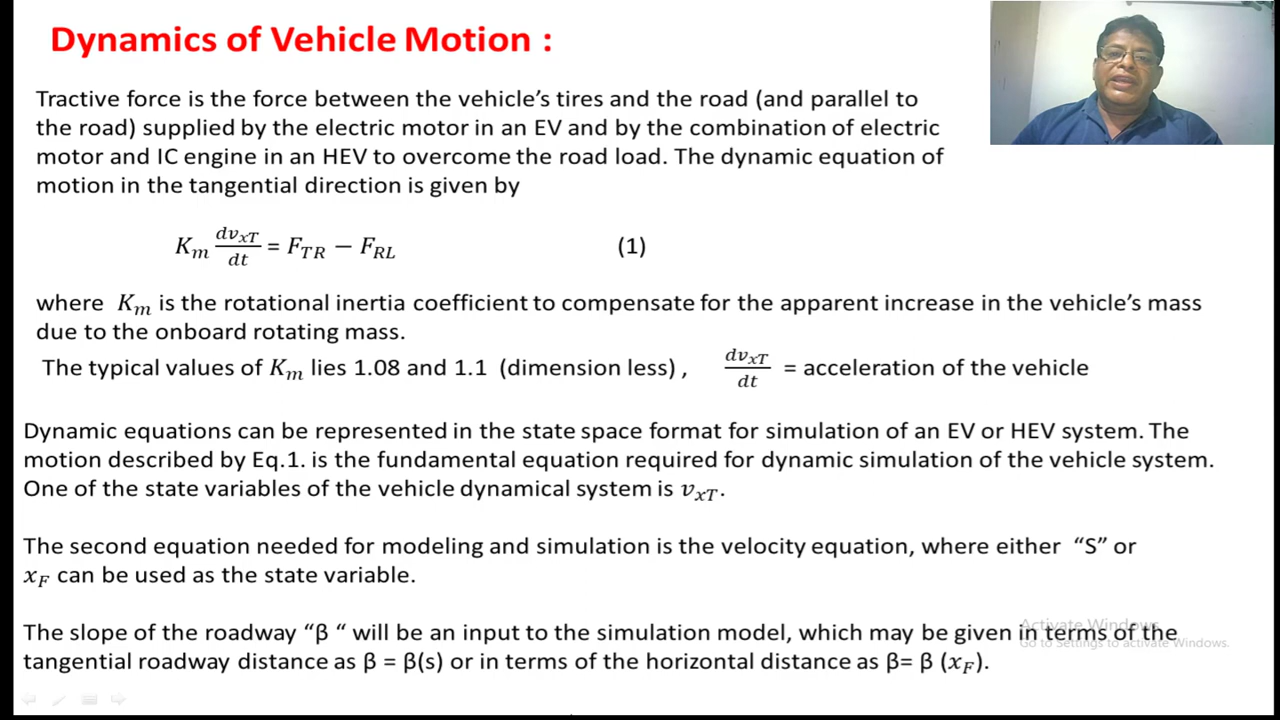 Dynamics of Vehicle Motion :
Tractive force is the force between the vehicle's tires and the road (and parallel to
the road) supplied by the electric motor in an EV and by the combination of electric
motor and IC engine in an HEV to overcome the road load. The dynamic equation of
motion in the tangential direction is given by
K_m dv_xT/dt = F_TR − F_RL (1)
where K_m is the rotational inertia coefficient to compensate for the apparent increase in the vehicle's mass
due to the onboard rotating mass.
The typical values of K_m lies 1.08 and 1.1 (dimension less) , dv_xT/dt = acceleration of the vehicle
Dynamic equations can be represented in the state space format for simulation of an EV or HEV system. The
motion described by Eq.1. is the fundamental equation required for dynamic simulation of the vehicle system.
One of the state variables of the vehicle dynamical system is v_xT.
The second equation needed for modeling and simulation is the velocity equation, where either "S" or
x_F can be used as the state variable.
The slope of the roadway "β " will be an input to the simulation model, which may be given in terms of the
tangential roadway distance as β = β(s) or in terms of the horizontal distance as β= β (x_F).
Activate Windows
Go to Settings to activate Windows.